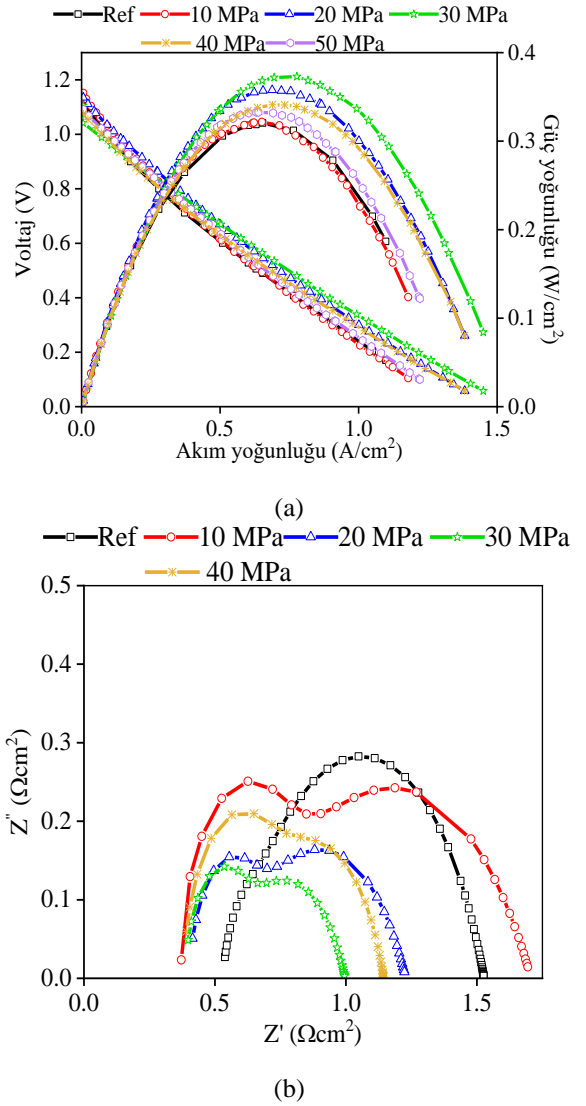 Ref 10 MPa 20 MPa 30 MPa
40 MPa 50 MPa
1.2
1.0
0.8
0.6
0.4
0.2
0.0
Voltaj (V)
0.4
0.3
0.2
0.1
0.0
Güç yoğunluğu (W/cm²)
0.0 0.5 1.0 1.5
Akım yoğunluğu (A/cm²)
(a)
Ref 10 MPa 20 MPa 30 MPa
40 MPa
0.5
0.4
0.3
0.2
0.1
0.0
Z'' (Ωcm²)
0.0 0.5 1.0 1.5
Z' (Ωcm²)
(b)